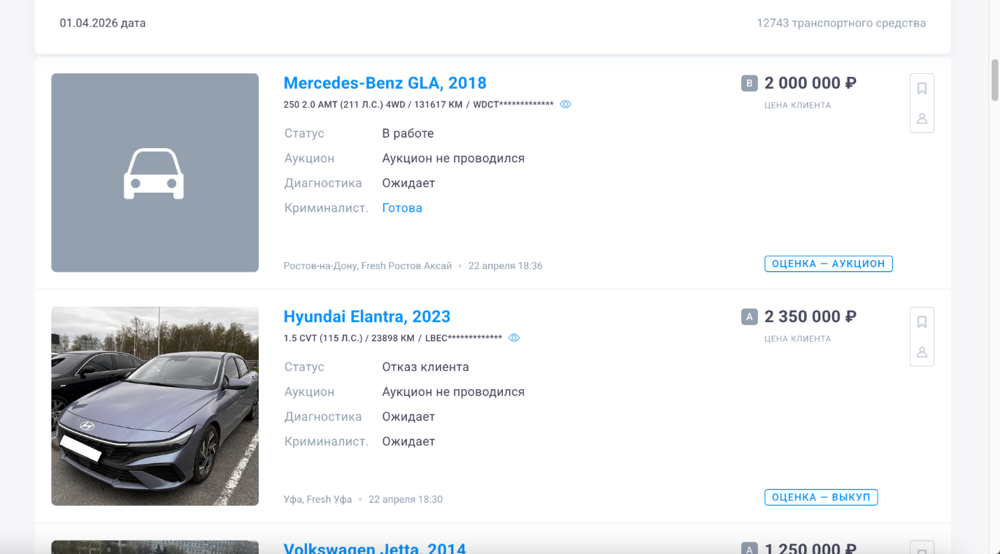 01.04.2026 дата
12743 транспортного средства
Mercedes-Benz GLA, 2018
B 2 000 000 ₽
250 2.0 AMT (211 Л.С.) 4WD / 131617 КМ / WDCT*************
ЦЕНА КЛИЕНТА
Статус В работе
Аукцион Аукцион не проводился
Диагностика Ожидает
Криминалист. Готова
Ростов-на-Дону, Fresh Ростов Аксай • 22 апреля 18:36
ОЦЕНКА — АУКЦИОН
Hyundai Elantra, 2023
A 2 350 000 ₽
1.5 CVT (115 Л.С.) / 23898 КМ / LBEC*************
ЦЕНА КЛИЕНТА
Статус Отказ клиента
Аукцион Аукцион не проводился
Диагностика Ожидает
Криминалист. Ожидает
Уфа, Fresh Уфа • 22 апреля 18:30
ОЦЕНКА — ВЫКУП
Volkswagen Jetta, 2014
A 1 250 000 ₽